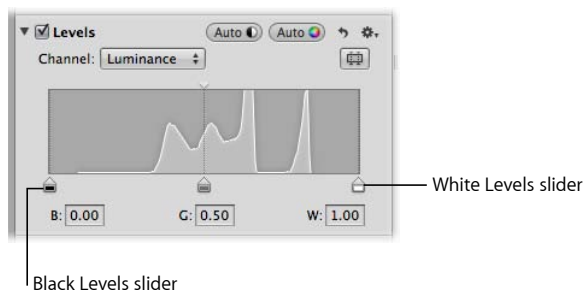 Levels Auto Auto
Channel: Luminance
White Levels slider
B: 0.00 G: 0.50 W: 1.00
Black Levels slider